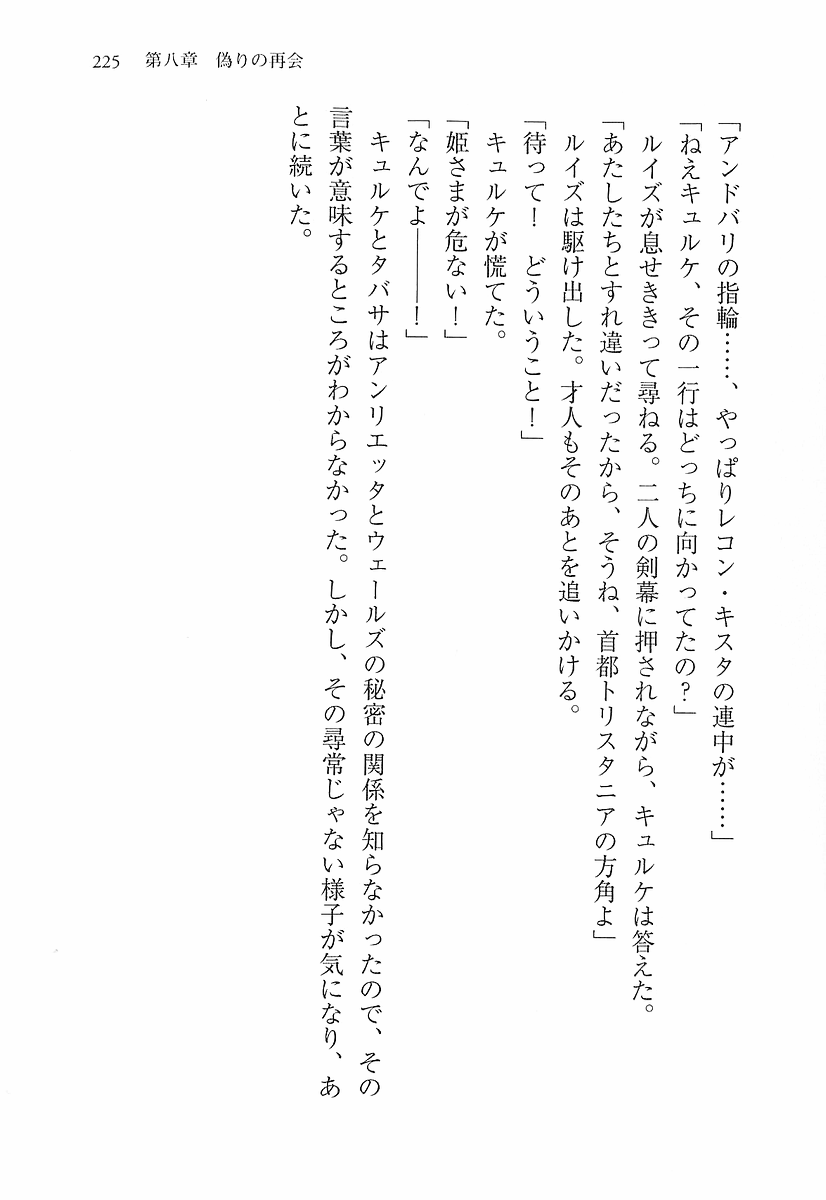 225　第八章　偽りの再会
「アンドバリの指輪……、やっぱりレコン・キスタの連中が……」
「ねえキュルケ、その一行はどっちに向かってたの？」
　ルイズが息せききって尋ねる。二人の剣幕に押されながら、キュルケは答えた。
「あたしたちとすれ違いだったから、そうね、首都トリスタニアの方角よ」
　ルイズは駆け出した。才人もそのあとを追いかける。
「待って！　どういうこと！」
　キュルケが慌てた。
「姫さまが危ない！」
「なんでよ――！」
　キュルケとタバサはアンリエッタとウェールズの秘密の関係を知らなかったので、その
言葉が意味するところがわからなかった。しかし、その尋常じゃない様子が気になり、あ
とに続いた。